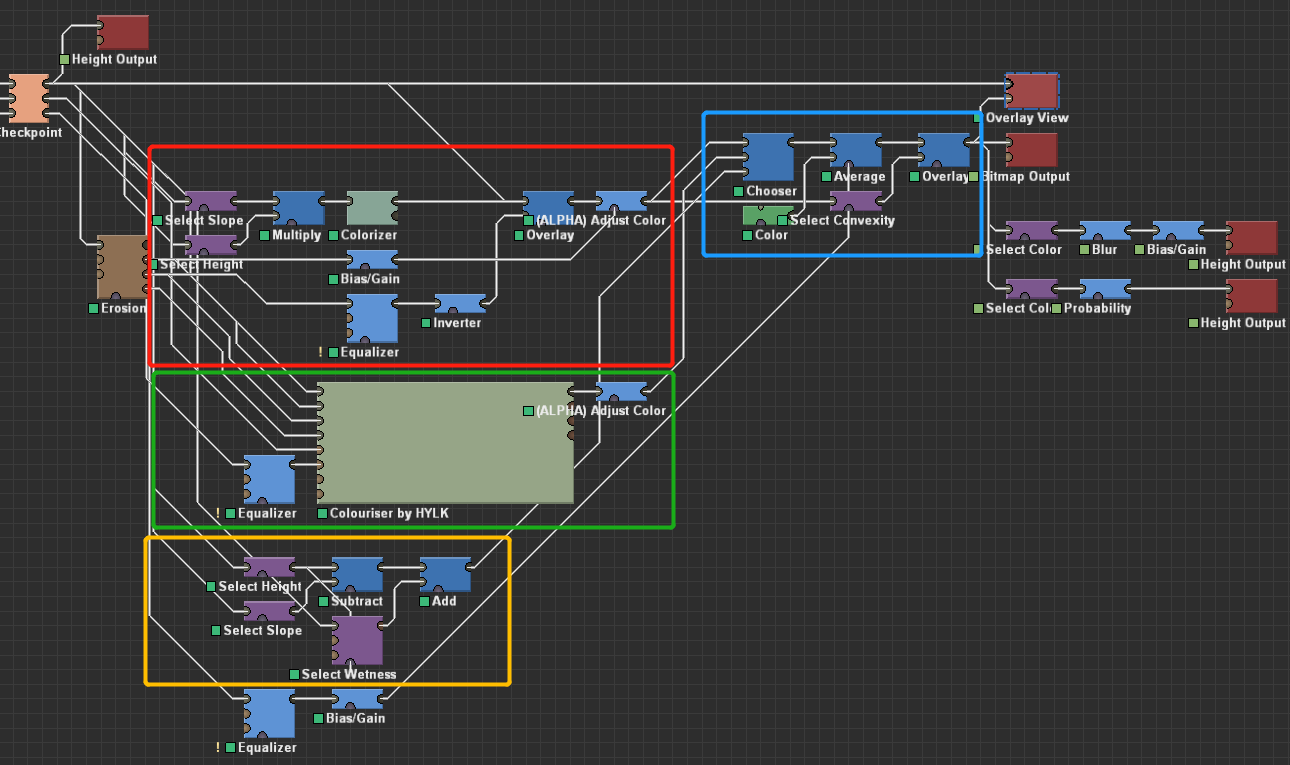 Height Output
Checkpoint
Overlay View
Chooser
Average
Overlay
Bitmap Output
Select Slope
(ALPHA) Adjust Color
Color
Select Convexity
Multiply
Colorizer
Overlay
Select Height
Bias/Gain
Select Color
Blur
Bias/Gain
Height Output
Erosion
! Equalizer
Inverter
Select Color
Probability
Height Output
(ALPHA) Adjust Color
! Equalizer
Colouriser by HYLK
Select Height
Subtract
Add
Select Slope
Select Wetness
Bias/Gain
! Equalizer